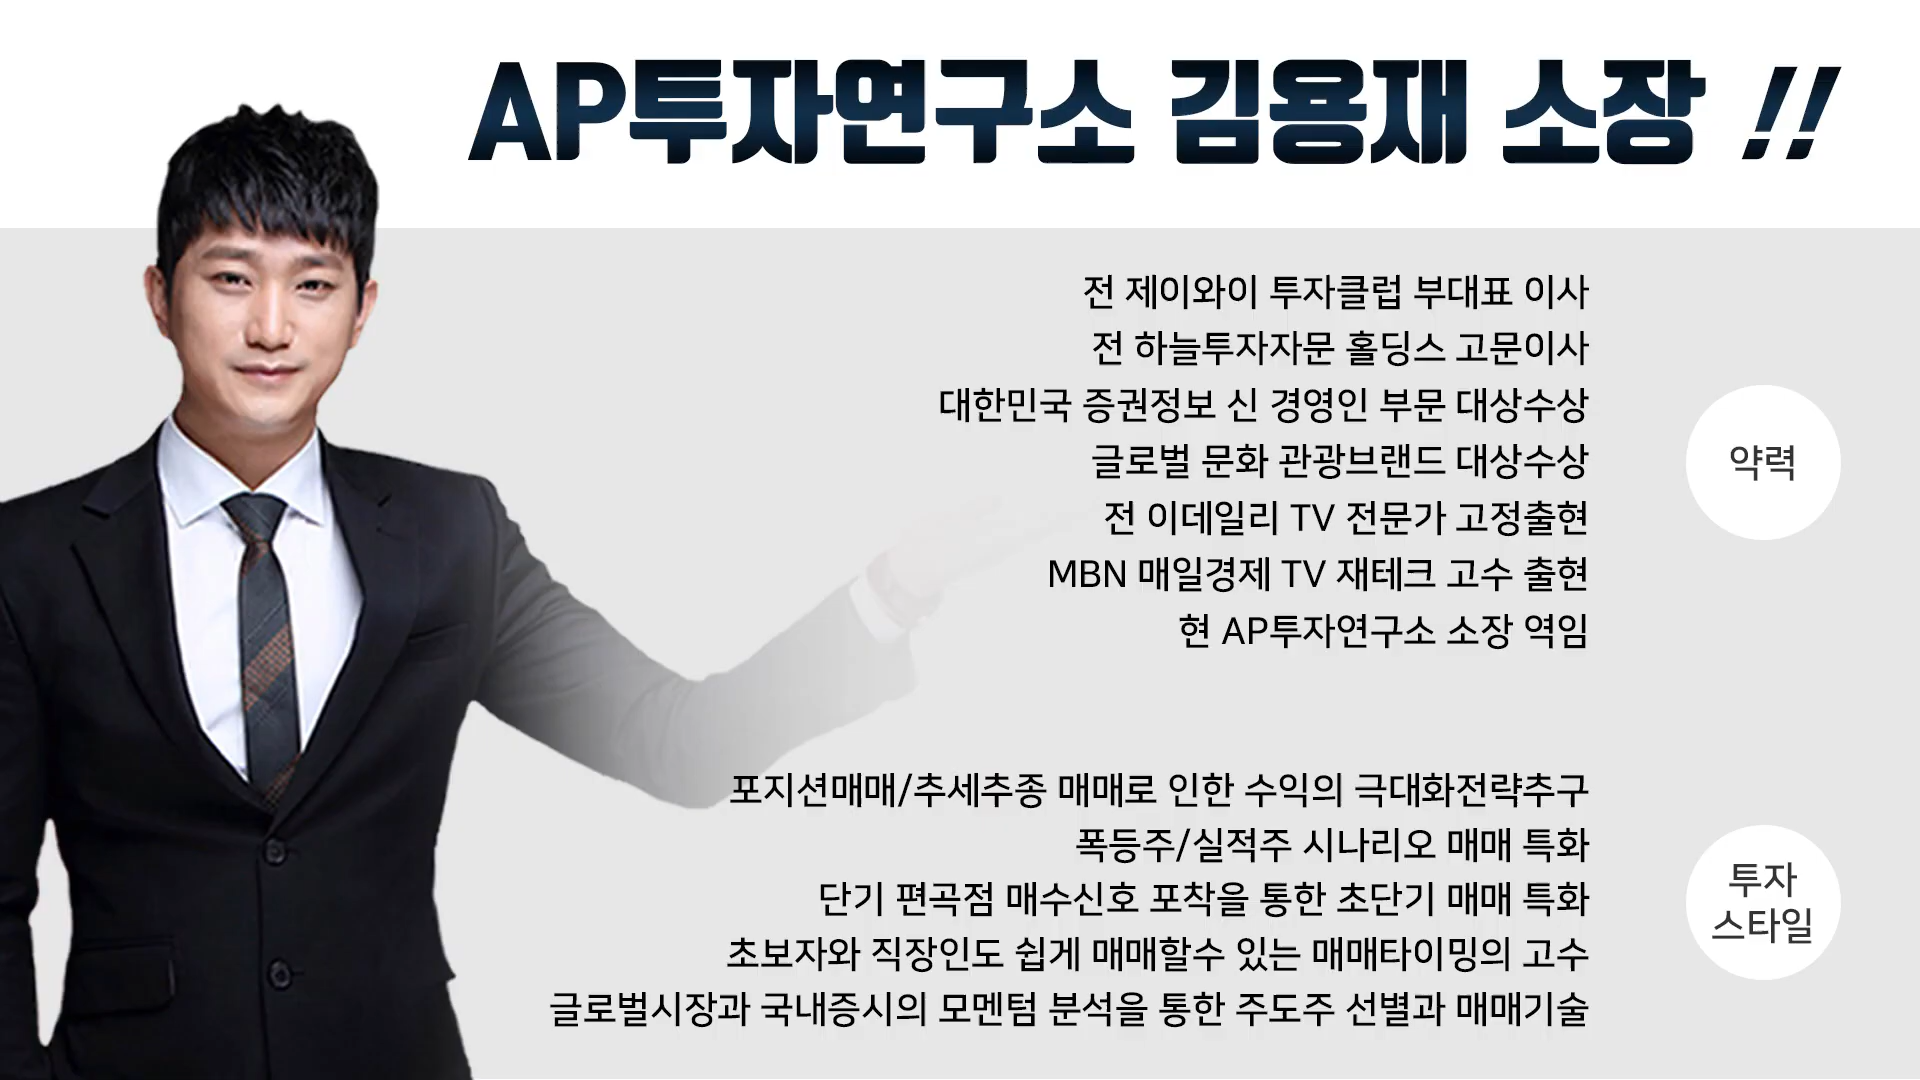 AP투자연구소 김용재 소장 !!
전 제이와이 투자클럽 부대표 이사
전 하늘투자자문 홀딩스 고문이사
대한민국 증권정보 신 경영인 부문 대상수상
글로벌 문화 관광브랜드 대상수상
전 이데일리 TV 전문가 고정출현
MBN 매일경제 TV 재테크 고수 출현
현 AP투자연구소 소장 역임
약력
포지션매매/추세추종 매매로 인한 수익의 극대화전략추구
폭등주/실적주 시나리오 매매 특화
단기 편곡점 매수신호 포착을 통한 초단기 매매 특화
초보자와 직장인도 쉽게 매매할수 있는 매매타이밍의 고수
글로벌시장과 국내증시의 모멘텀 분석을 통한 주도주 선별과 매매기술
투자
스타일